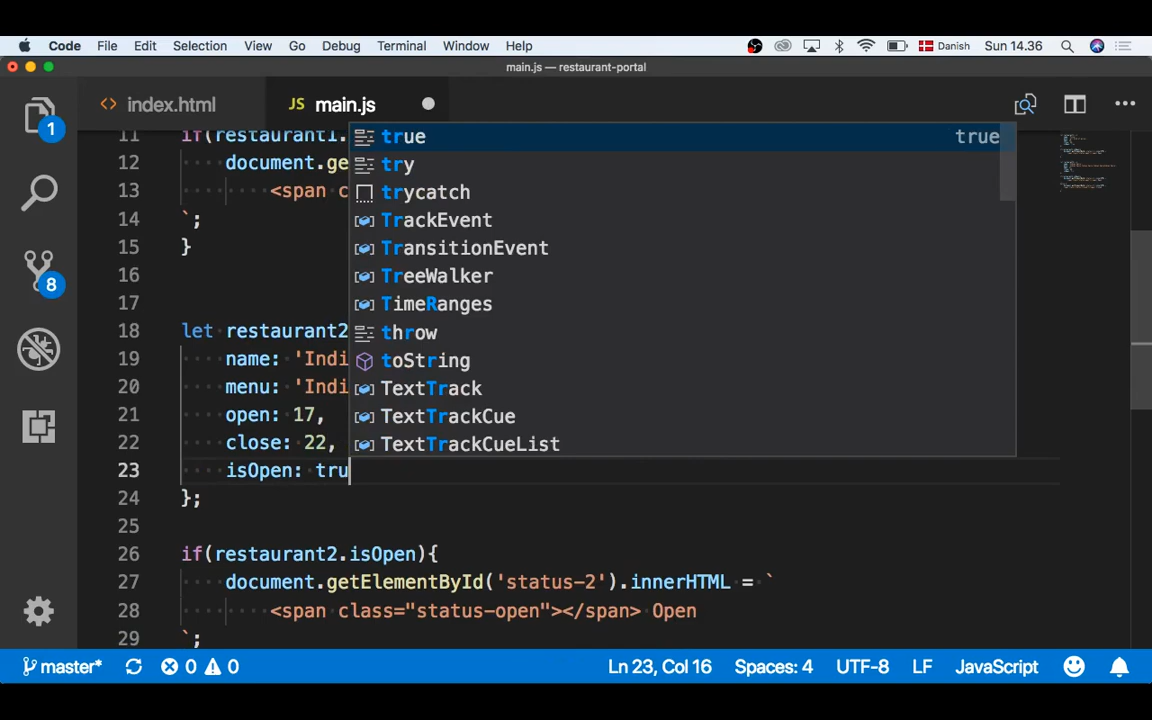 Code File Edit Selection View Go Debug Terminal Window Help Danish Sun 14.36
main.js — restaurant-portal
<> index.html JS main.js
1
8
11 if(restaurant1.
12 document.ge
13 <span c
14 `;
15 }
16
17
18 let restaurant2
19 name: 'Indi
20 menu: 'Indi
21 open: 17,
22 close: 22,
23 isOpen: tru
24 };
25
26 if(restaurant2.isOpen){
27 document.getElementById('status-2').innerHTML = `
28 <span class="status-open"></span> Open
29 `;
true true
try
trycatch
TrackEvent
TransitionEvent
TreeWalker
TimeRanges
throw
toString
TextTrack
TextTrackCue
TextTrackCueList
master* 0 0 Ln 23, Col 16 Spaces: 4 UTF-8 LF JavaScript